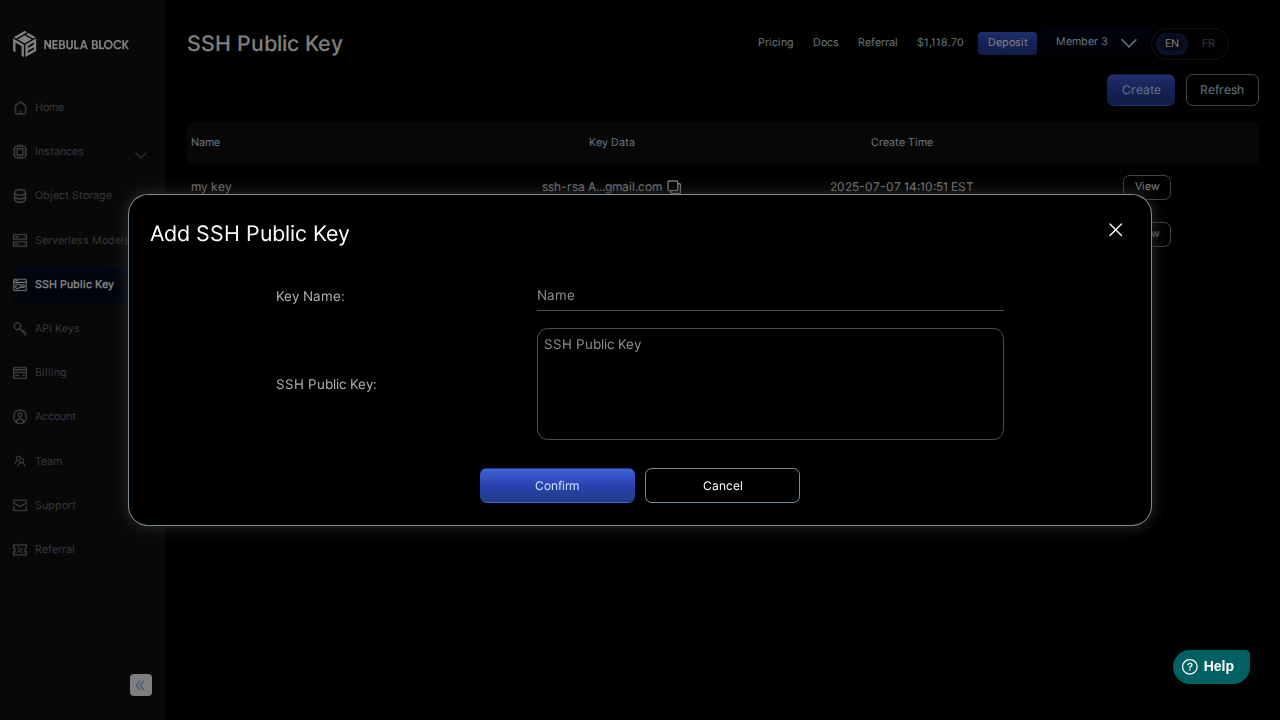 NEBULA BLOCK
SSH Public Key
Pricing
Docs
Referral
$1,118.70
Deposit
Member 3
EN
FR
Create
Refresh
Home
Instances
Object Storage
Serverless Models
SSH Public Key
API Keys
Billing
Account
Team
Support
Referral
Name
Key Data
Create Time
my key
ssh-rsa A...gmail.com
2025-07-07 14:10:51 EST
View
Add SSH Public Key
Key Name:
Name
SSH Public Key:
SSH Public Key
Confirm
Cancel
Help